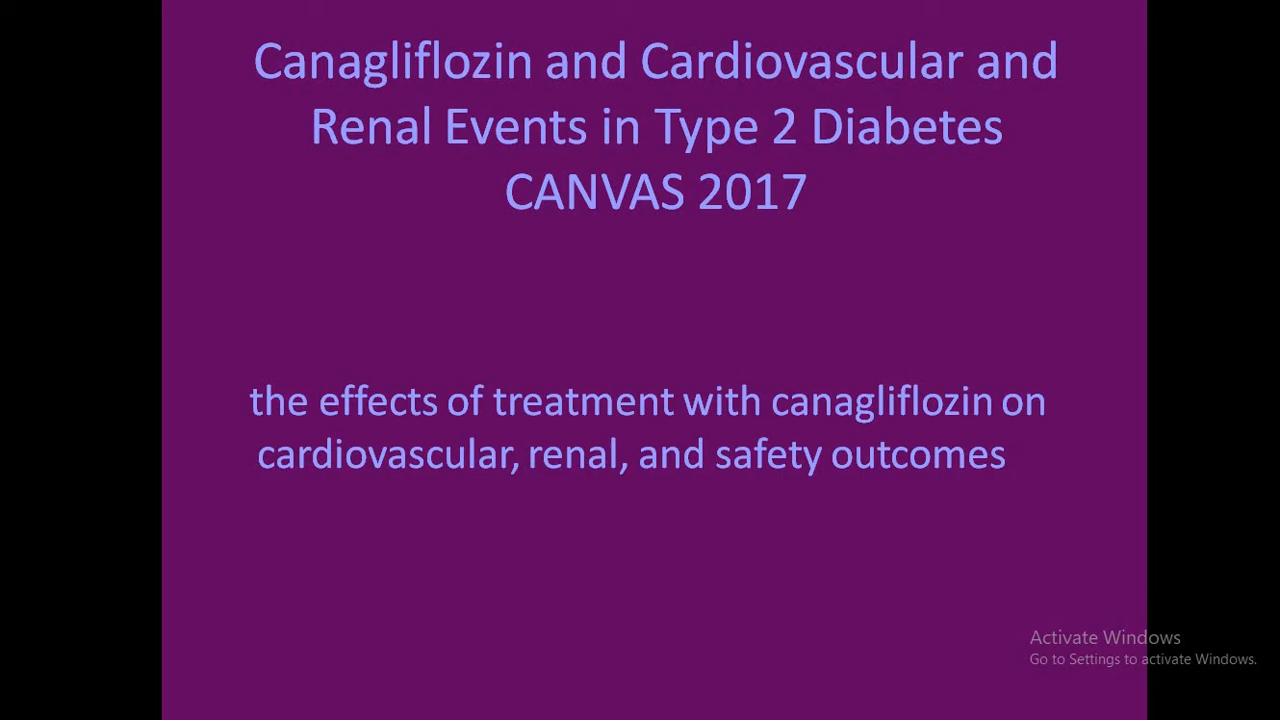 Canagliflozin and Cardiovascular and
Renal Events in Type 2 Diabetes
CANVAS 2017
the effects of treatment with canagliflozin on
cardiovascular, renal, and safety outcomes
Activate Windows
Go to Settings to activate Windows.